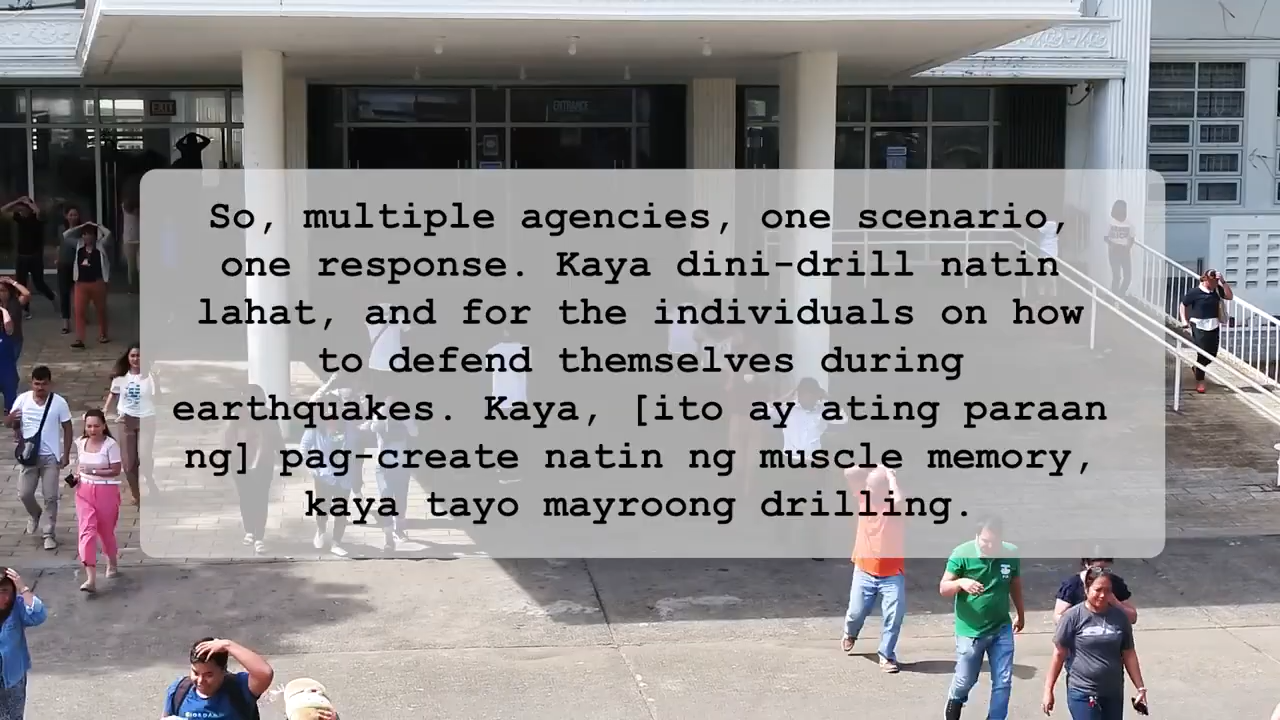 EXIT
ENTRANCE
So, multiple agencies, one scenario,
one response. Kaya dini-drill natin
lahat, and for the individuals on how
to defend themselves during
earthquakes. Kaya, [ito ay ating paraan
ng] pag-create natin ng muscle memory,
kaya tayo mayroong drilling.